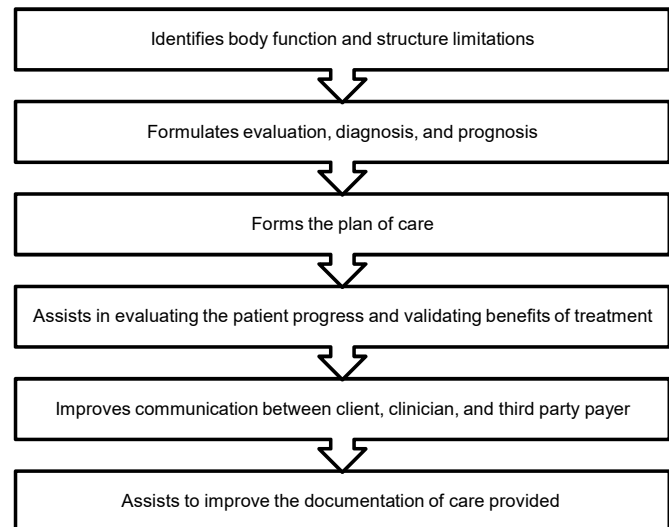 Identifies body function and structure limitations
Formulates evaluation, diagnosis, and prognosis
Forms the plan of care
Assists in evaluating the patient progress and validating benefits of treatment
Improves communication between client, clinician, and third party payer
Assists to improve the documentation of care provided